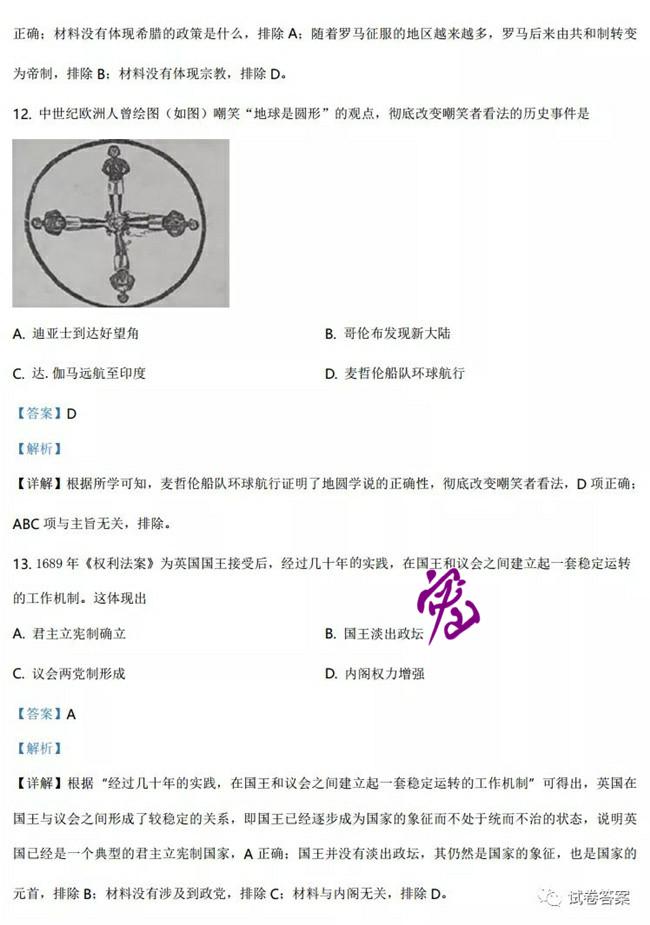 正确；材料没有体现希腊的政策是什么，排除 A；随着罗马征服的地区越来越多，罗马后来由共和制转变
为帝制，排除 B；材料没有体现宗教，排除 D。
12. 中世纪欧洲人曾绘图（如图）嘲笑“地球是圆形”的观点，彻底改变嘲笑者看法的历史事件是
A. 迪亚士到达好望角 B. 哥伦布发现新大陆
C. 达. 伽马远航至印度 D. 麦哲伦船队环球航行
【答案】D
【解析】
【详解】根据所学可知，麦哲伦船队环球航行证明了地圆学说的正确性，彻底改变嘲笑者看法，D 项正确；
ABC 项与主旨无关，排除。
13. 1689 年《权利法案》为英国国王接受后，经过几十年的实践，在国王和议会之间建立起一套稳定运转
的工作机制。这体现出
A. 君主立宪制确立 B. 国王淡出政坛
C. 议会两党制形成 D. 内阁权力增强
【答案】A
【解析】
【详解】根据 “经过几十年的实践，在国王和议会之间建立起一套稳定运转的工作机制” 可得出，英国在
国王与议会之间形成了较稳定的关系，即国王已经逐步成为国家的象征而不处于统而不治的状态，说明英
国已经是一个典型的君主立宪制国家，A 正确；国王并没有淡出政坛，其仍然是国家的象征，也是国家的
元首，排除 B；材料没有涉及到政党，排除 C；材料与内阁无关，排除 D。
试卷答案